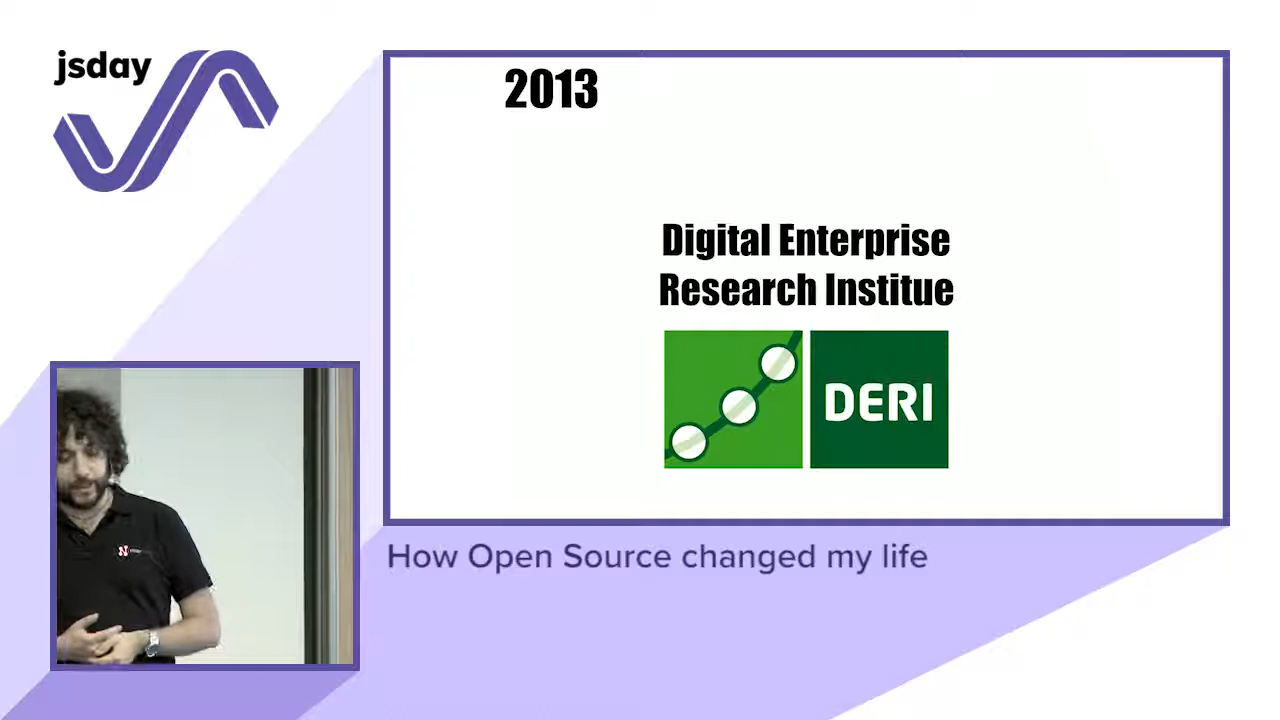 jsday
2013
Digital Enterprise
Research Institue
DERI
How Open Source changed my life